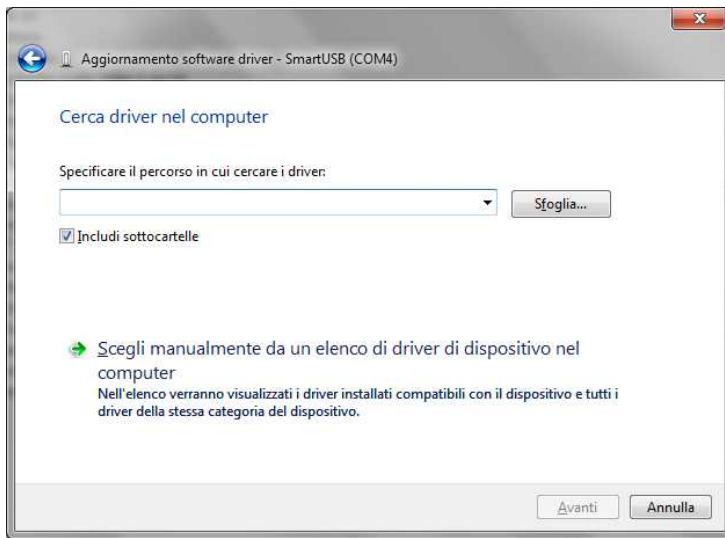 Aggiornamento software driver - SmartUSB (COM4)
Cerca driver nel computer
Specificare il percorso in cui cercare i driver:
Sfoglia...
Includi sottocartelle
Scegli manualmente da un elenco di driver di dispositivo nel
computer
Nell'elenco verranno visualizzati i driver installati compatibili con il dispositivo e tutti i
driver della stessa categoria del dispositivo.
Avanti Annulla